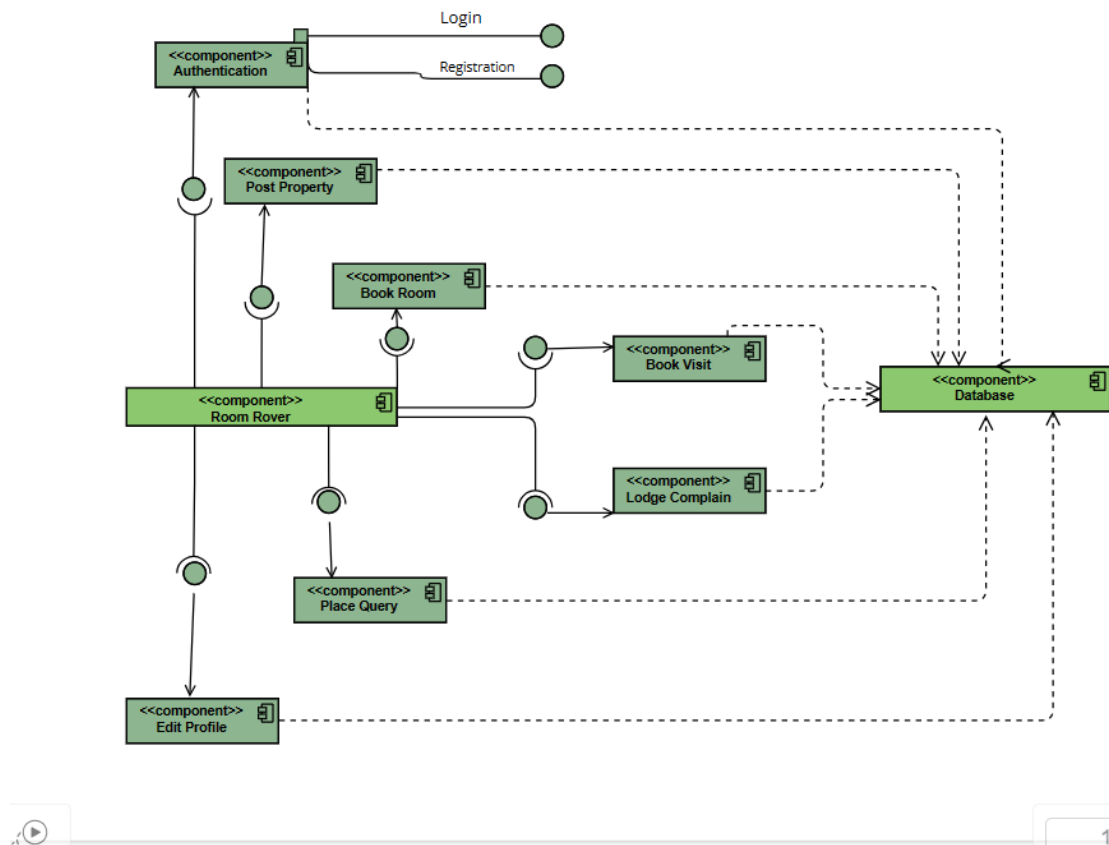 Login
<<component>>
Authentication
Registration
<<component>>
Post Property
<<component>>
Book Room
<<component>>
Book Visit
<<component>>
Database
<<component>>
Room Rover
<<component>>
Lodge Complain
<<component>>
Place Query
<<component>>
Edit Profile
1